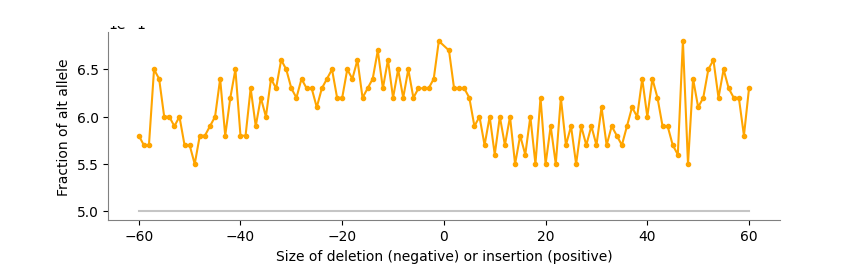 6.5
6.0
5.5
5.0
Fraction of alt allele
−60 −40 −20 0 20 40 60
Size of deletion (negative) or insertion (positive)